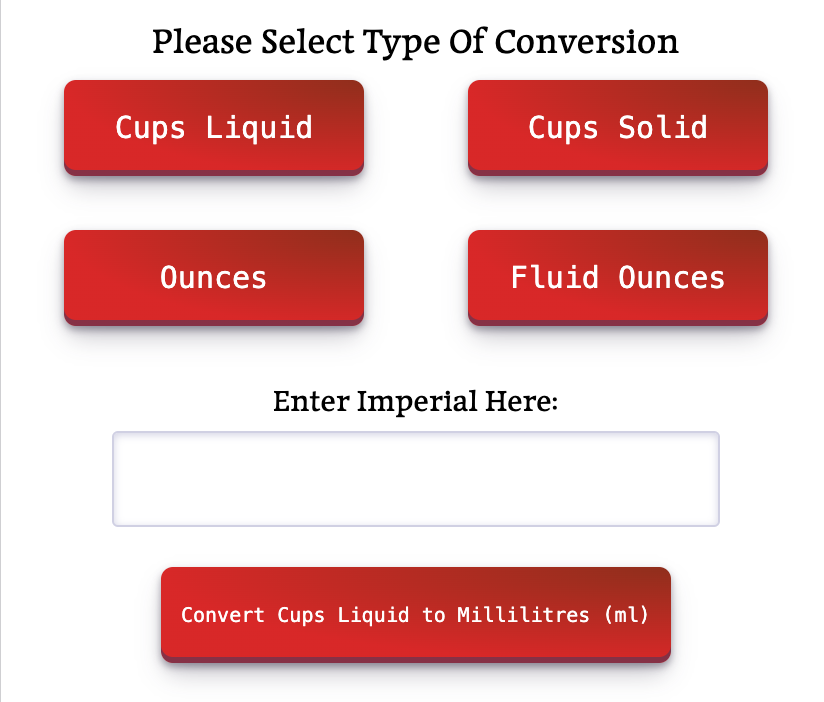 Please Select Type Of Conversion
Cups Liquid
Cups Solid
Ounces
Fluid Ounces
Enter Imperial Here:
Convert Cups Liquid to Millilitres (ml)